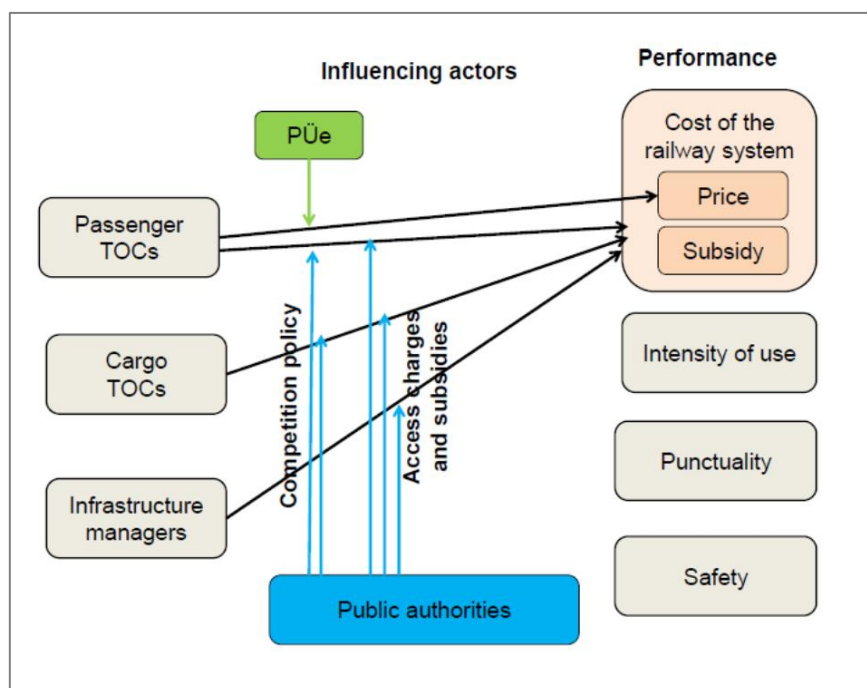 Influencing actors
Performance
PÜe
Cost of the
railway system
Price
Subsidy
Passenger
TOCs
Cargo
TOCs
Infrastructure
managers
Competition policy
Access charges
and subsidies
Intensity of use
Punctuality
Safety
Public authorities